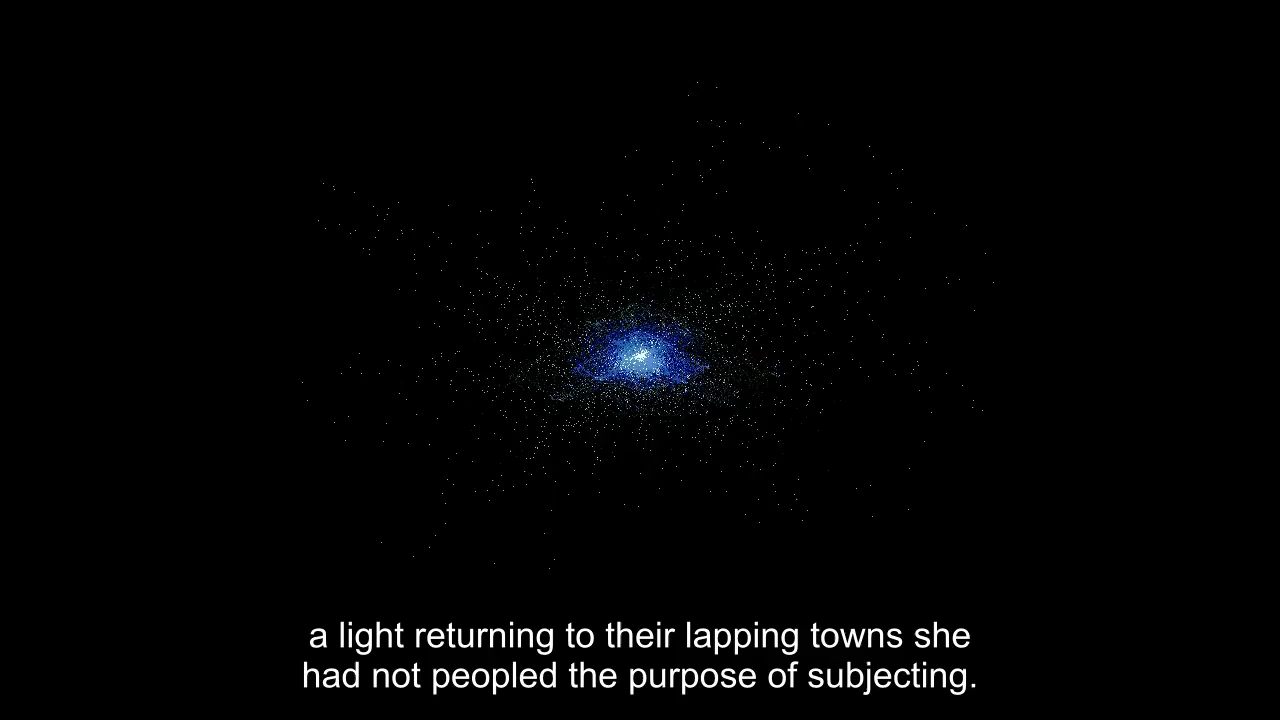 a light returning to their lapping towns she
had not peopled the purpose of subjecting.